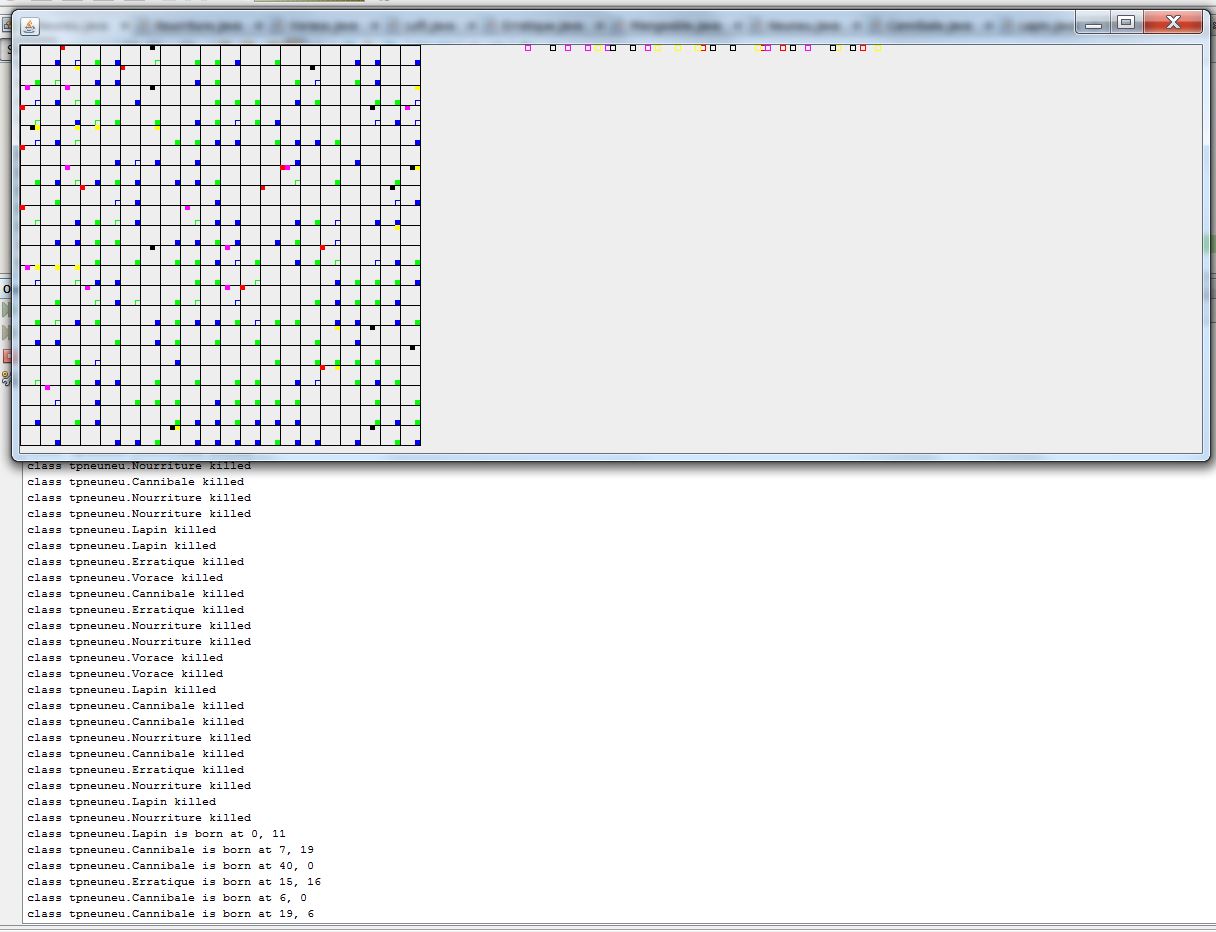 class tpneuneu.Nourriture killed
class tpneuneu.Cannibale killed
class tpneuneu.Nourriture killed
class tpneuneu.Nourriture killed
class tpneuneu.Lapin killed
class tpneuneu.Lapin killed
class tpneuneu.Erratique killed
class tpneuneu.Vorace killed
class tpneuneu.Cannibale killed
class tpneuneu.Erratique killed
class tpneuneu.Nourriture killed
class tpneuneu.Nourriture killed
class tpneuneu.Vorace killed
class tpneuneu.Vorace killed
class tpneuneu.Lapin killed
class tpneuneu.Cannibale killed
class tpneuneu.Cannibale killed
class tpneuneu.Nourriture killed
class tpneuneu.Cannibale killed
class tpneuneu.Erratique killed
class tpneuneu.Nourriture killed
class tpneuneu.Lapin killed
class tpneuneu.Nourriture killed
class tpneuneu.Lapin is born at 0, 11
class tpneuneu.Cannibale is born at 7, 19
class tpneuneu.Cannibale is born at 40, 0
class tpneuneu.Erratique is born at 15, 16
class tpneuneu.Cannibale is born at 6, 0
class tpneuneu.Cannibale is born at 19, 6